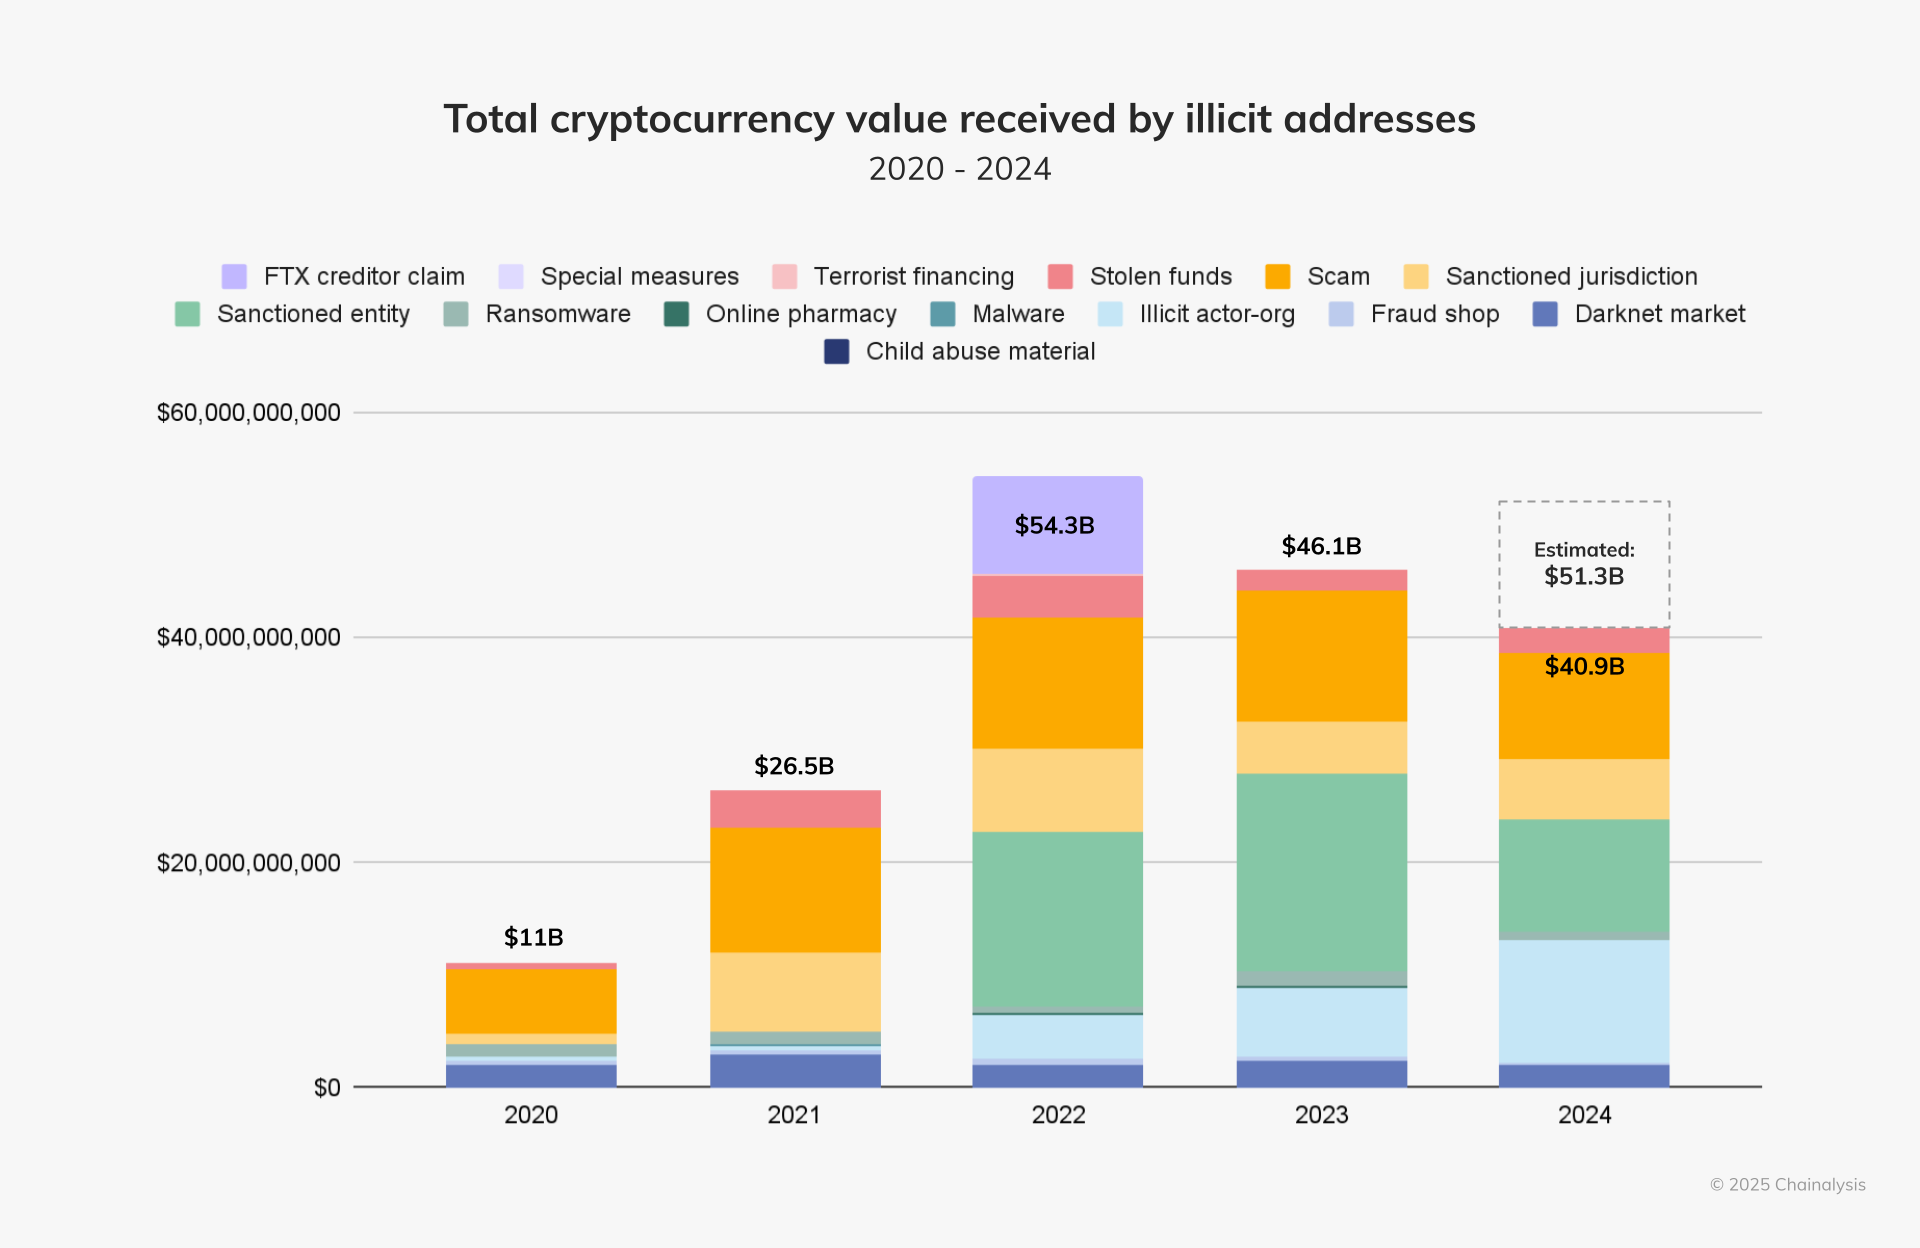 Total cryptocurrency value received by illicit addresses
2020 - 2024
FTX creditor claim Special measures Terrorist financing Stolen funds Scam Sanctioned jurisdiction
Sanctioned entity Ransomware Online pharmacy Malware Illicit actor-org Fraud shop Darknet market
Child abuse material
$60,000,000,000
$54.3B
$46.1B
Estimated:
$51.3B
$40,000,000,000
$40.9B
$26.5B
$20,000,000,000
$11B
$0
2020 2021 2022 2023 2024
© 2025 Chainalysis